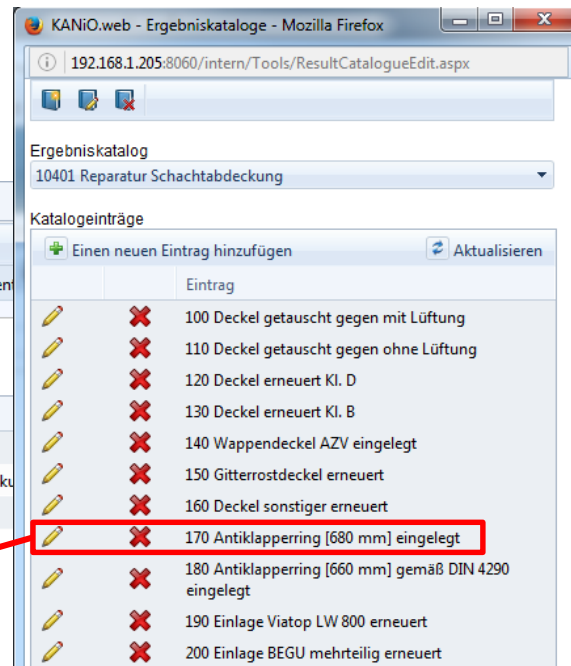 KANiO.web - Ergebniskataloge - Mozilla Firefox
192.168.1.205:8060/intern/Tools/ResultCatalogueEdit.aspx
Ergebniskatalog
10401 Reparatur Schachtabdeckung
Katalogeinträge
Einen neuen Eintrag hinzufügen Aktualisieren
Eintrag
100 Deckel getauscht gegen mit Lüftung
110 Deckel getauscht gegen ohne Lüftung
120 Deckel erneuert Kl. D
130 Deckel erneuert Kl. B
140 Wappendeckel AZV eingelegt
150 Gitterrostdeckel erneuert
160 Deckel sonstiger erneuert
170 Antiklapperring [680 mm] eingelegt
180 Antiklapperring [660 mm] gemäß DIN 4290
eingelegt
190 Einlage Viatop LW 800 erneuert
200 Einlage BEGU mehrteilig erneuert